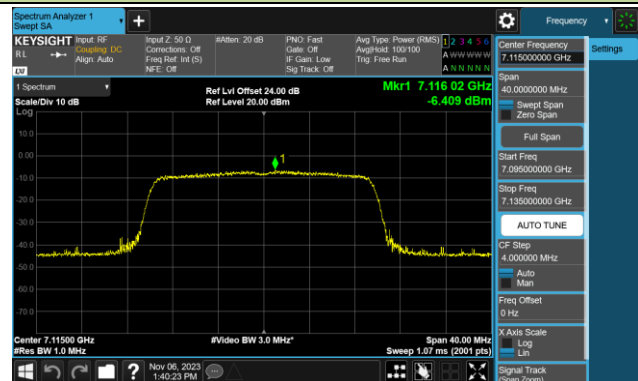 Spectrum Analyzer 1
Swept SA
Frequency
KEYSIGHT
RL
LXI
Input: RF
Coupling: DC
Align: Auto
Input Z: 50 Ω
Corrections: Off
Freq Ref: Int (S)
NFE: Off
#Atten: 20 dB
PNO: Fast
Gate: Off
IF Gain: Low
Sig Track: Off
Avg Type: Power (RMS)
Avg|Hold: 100/100
Trig: Free Run
1 2 3 4 5 6
A W W W W W
A N N N N N
1 Spectrum
Scale/Div 10 dB
Log
Ref Lvl Offset 24.00 dB
Ref Level 20.00 dBm
Mkr1 7.116 02 GHz
-6.409 dBm
10.0
0.00
-10.0
-20.0
-30.0
-40.0
-50.0
-60.0
-70.0
1
Center 7.11500 GHz
#Res BW 1.0 MHz
#Video BW 3.0 MHz*
Span 40.00 MHz
Sweep 1.07 ms (2001 pts)
Nov 06, 2023
1:40:23 PM
Center Frequency
7.115000000 GHz
Settings
Span
40.0000000 MHz
Swept Span
Zero Span
Full Span
Start Freq
7.095000000 GHz
Stop Freq
7.135000000 GHz
AUTO TUNE
CF Step
4.000000 MHz
Auto
Man
Freq Offset
0 Hz
X Axis Scale
Log
Lin
Signal Track
(Span Zoom)